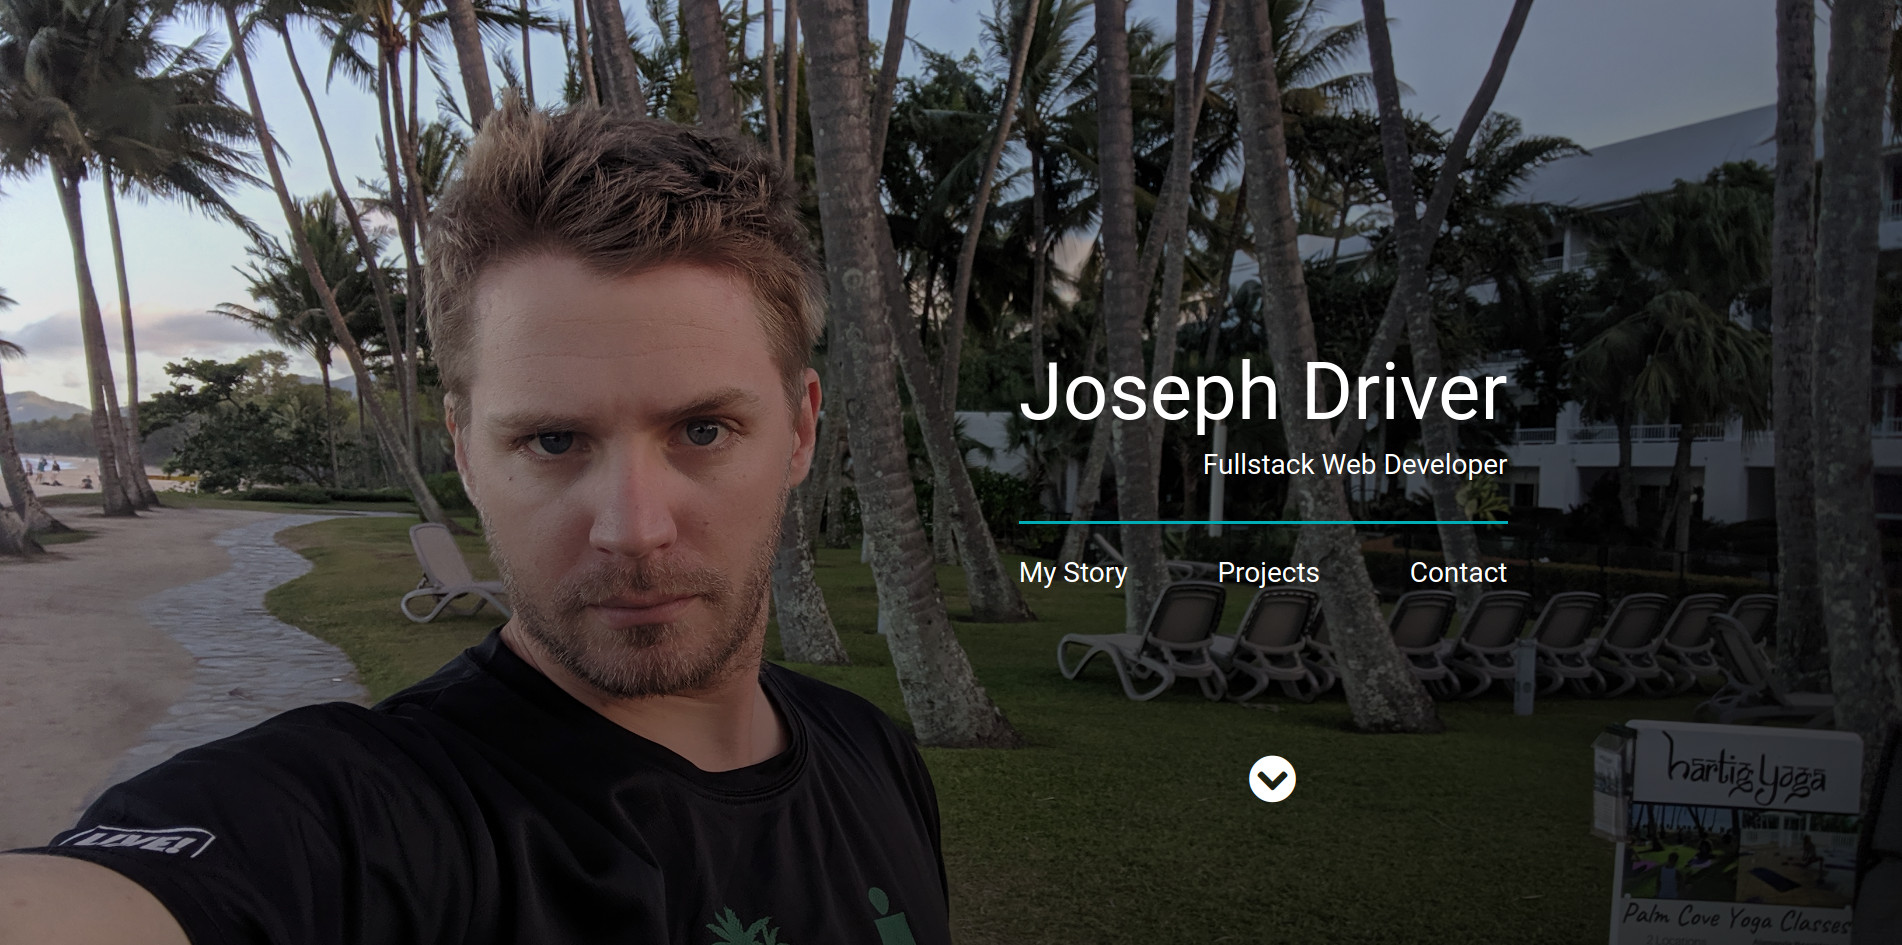 Joseph Driver
Fullstack Web Developer
My Story
Projects
Contact
LIVE!
hartig yoga
Palm Cove Yoga Classes